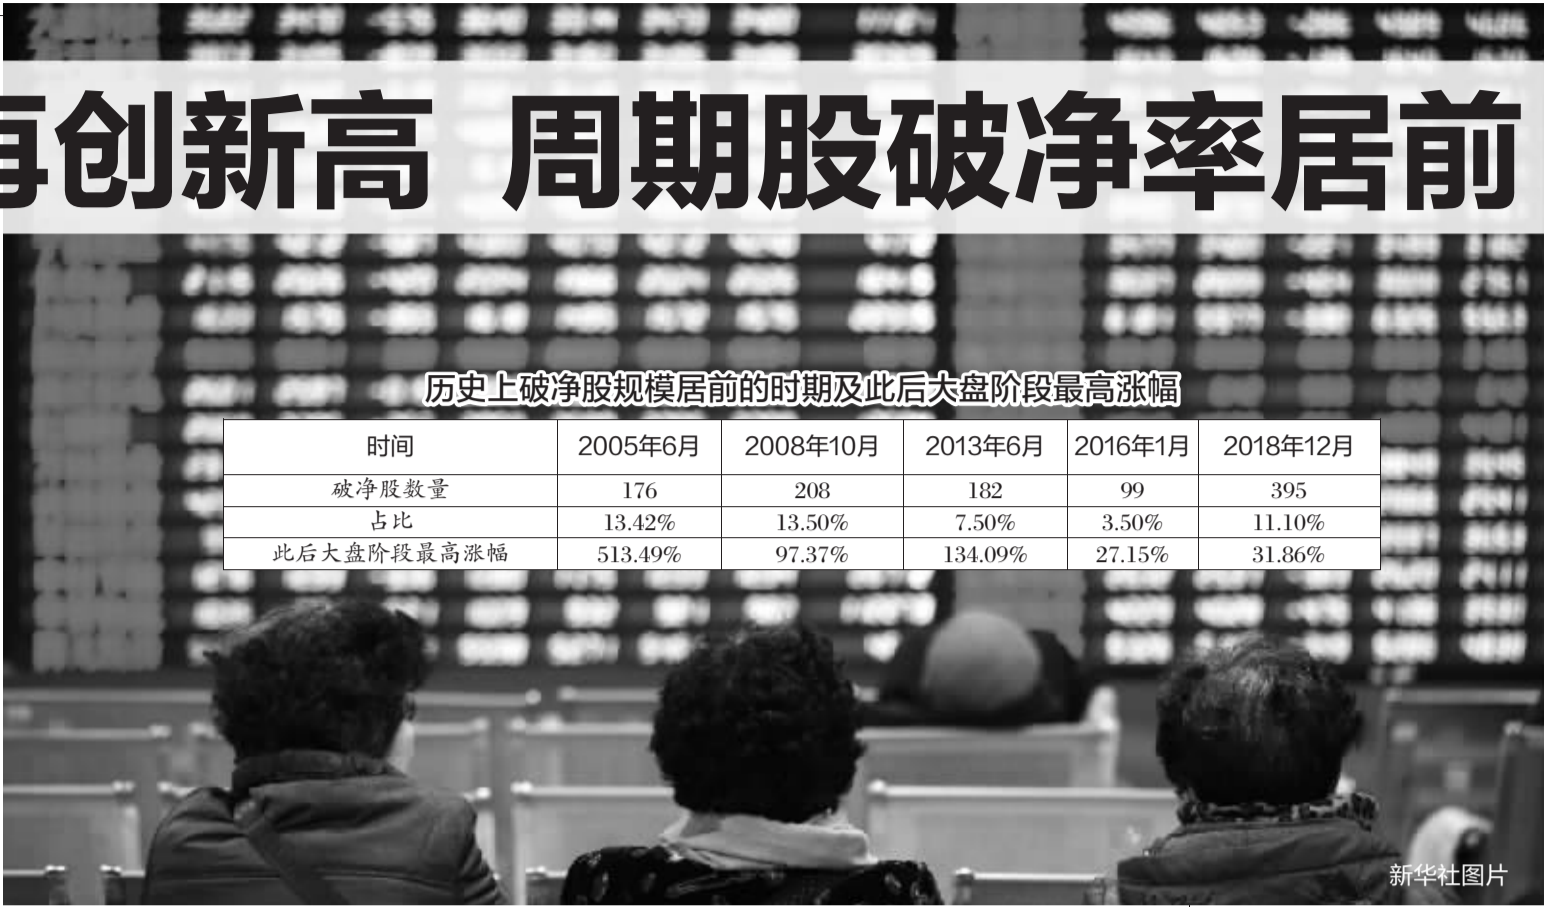 再创新高 周期股破净率居前
历史上破净股规模居前的时期及此后大盘阶段最高涨幅
时间 2005年6月 2008年10月 2013年6月 2016年1月 2018年12月
破净股数量 176 208 182 99 395
占比 13.42% 13.50% 7.50% 3.50% 11.10%
此后大盘阶段最高涨幅 513.49% 97.37% 134.09% 27.15% 31.86%
新华社图片